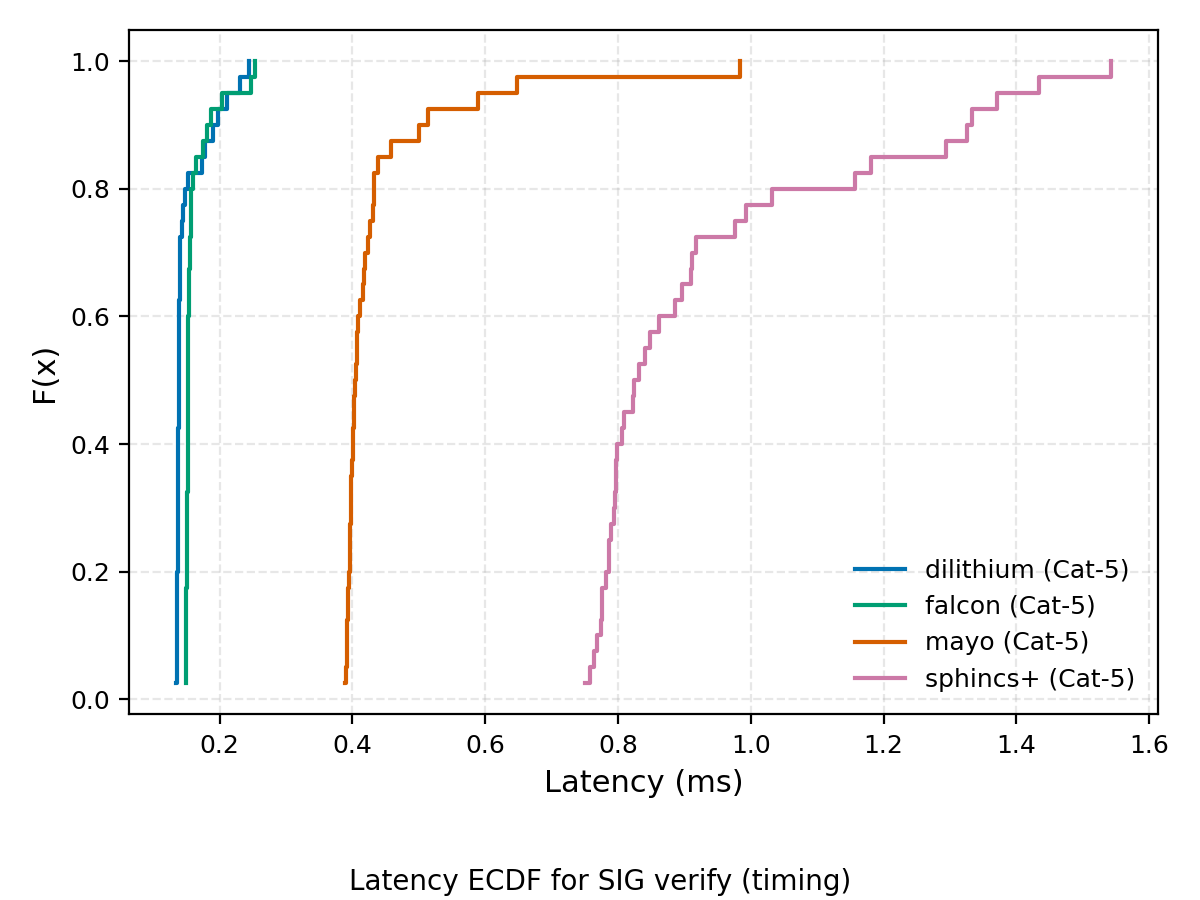 1.0
0.8
0.6
0.4
0.2
0.0
F(x)
dilithium (Cat-5)
falcon (Cat-5)
mayo (Cat-5)
sphincs+ (Cat-5)
0.2 0.4 0.6 0.8 1.0 1.2 1.4 1.6
Latency (ms)
Latency ECDF for SIG verify (timing)